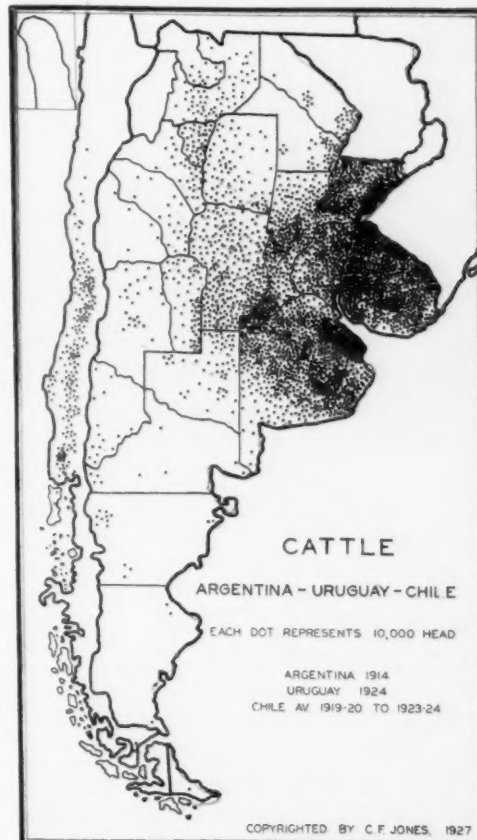 CATTLE
ARGENTINA - URUGUAY - CHILE
EACH DOT REPRESENTS 10,000 HEAD
ARGENTINA 1914
URUGUAY 1924
CHILE AV 1919-20 TO 1923-24
COPYRIGHTED BY C.F. JONES, 1927